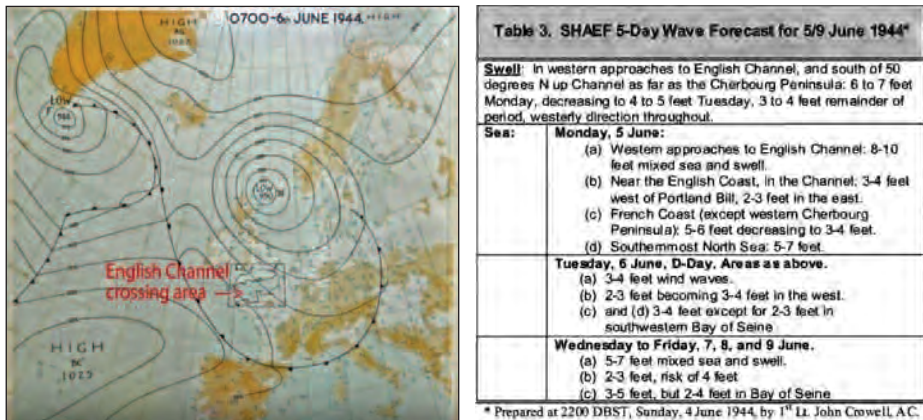 0700-6th JUNE 1944.
HIGH
HIGH
LOW
LOW
English Channel
crossing area
HIGH
1025
Table 3. SHAEF 5-Day Wave Forecast for 5/9 June 1944*
Swell: In western approaches to English Channel, and south of 50
degrees N up Channel as far as the Cherbourg Peninsula: 6 to 7 feet
Monday, decreasing to 4 to 5 feet Tuesday, 3 to 4 feet remainder of
period, westerly direction throughout.
Sea: Monday, 5 June:
(a) Western approaches to English Channel: 8-10
feet mixed sea and swell.
(b) Near the English Coast, in the Channel; 3-4 feet
west of Portland Bill, 2-3 feet in the east.
(c) French Coast (except western Cherbourg
Peninsula): 5-6 feet decreasing to 3-4 feet.
(d) Southernmost North Sea: 5-7 feet.
Tuesday, 6 June, D-Day. Areas as above.
(a) 3-4 feet wind waves.
(b) 2-3 feet becoming 3-4 feet in the west.
(c) and (d) 3-4 feet except for 2-3 feet in
southwestern Bay of Seine
Wednesday to Friday, 7, 8, and 9 June.
(a) 5-7 feet mixed sea and swell.
(b) 2-3 feet, risk of 4 feet
(c) 3-5 feet, but 2-4 feet in Bay of Seine
* Prepared at 2200 DBST, Sunday, 4 June 1944, by 1st Lt. John Crowell, A.C.